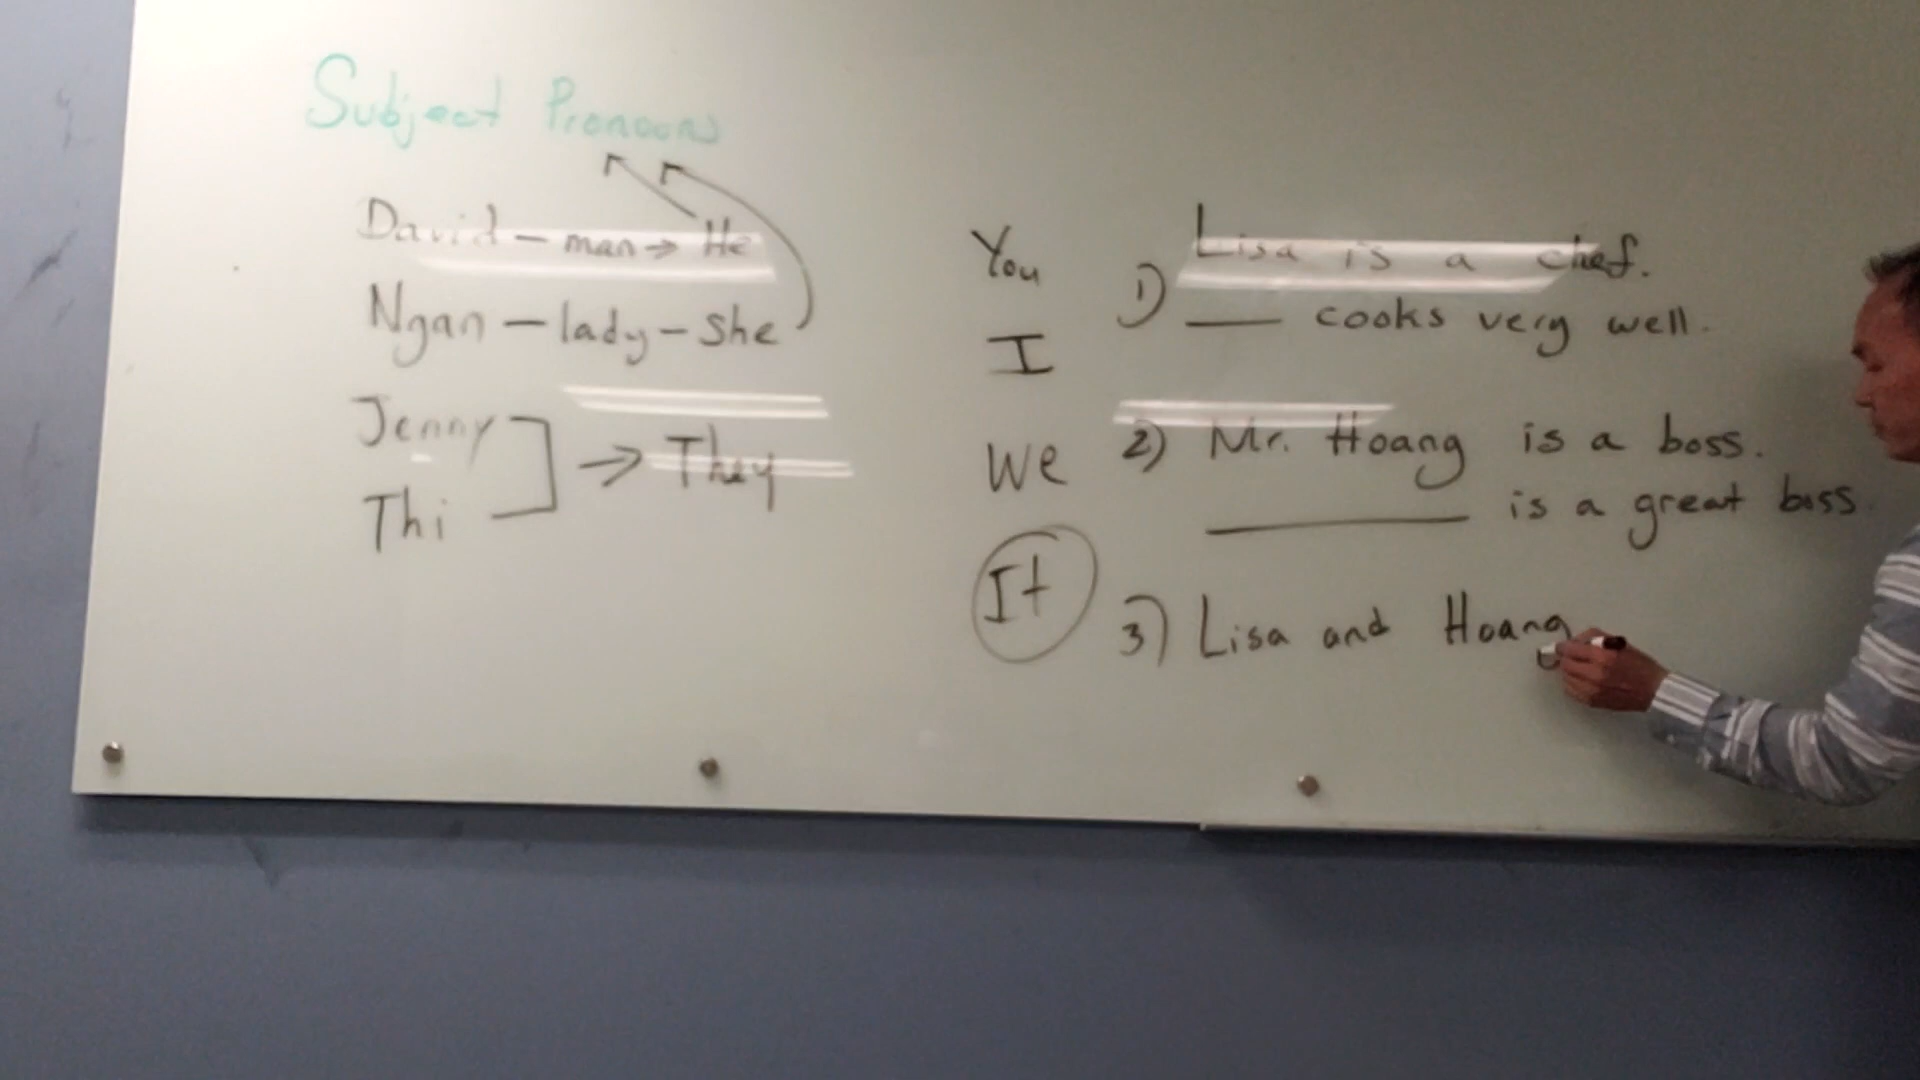 Subject Pronouns
David – man → He
Ngan – lady – she
Jenny
Thi
→ They
You
I
We
It
1) Lisa is a chef.
___ cooks very well.
2) Mr. Hoang is a boss.
___ is a great boss
3) Lisa and Hoang